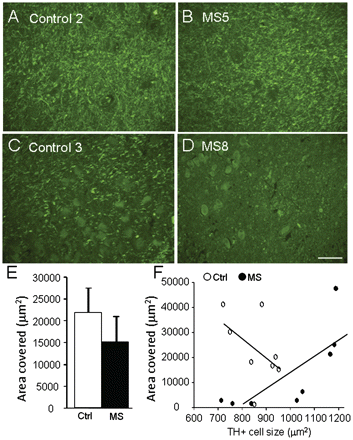 A Control 2
B MS5
C Control 3
D MS8
E
Area covered (µm²)
30000
25000
20000
15000
10000
5000
0
Ctrl MS
F
○ Ctrl ● MS
Area covered (µm²)
50000
40000
30000
20000
10000
0
600 700 800 900 1000 1100 1200
TH+ cell size (µm²)